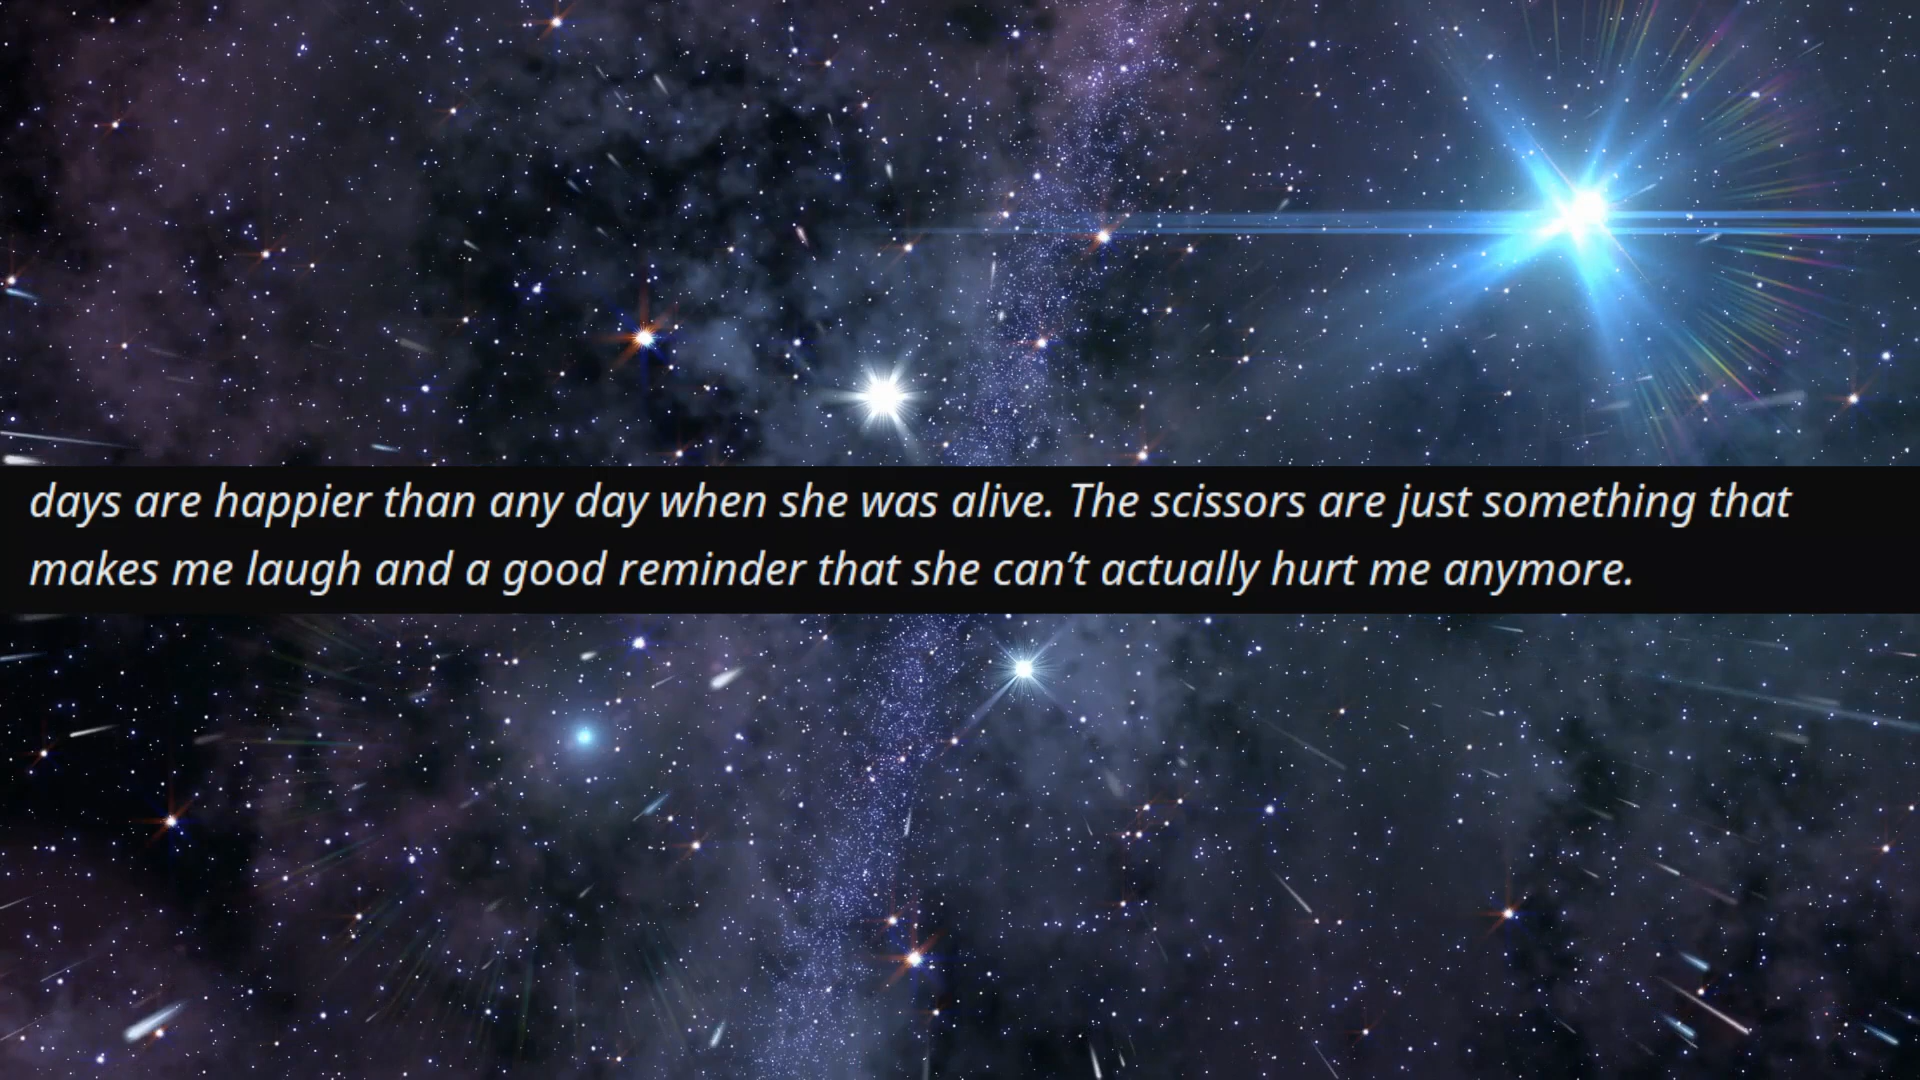 days are happier than any day when she was alive. The scissors are just something that
makes me laugh and a good reminder that she can’t actually hurt me anymore.